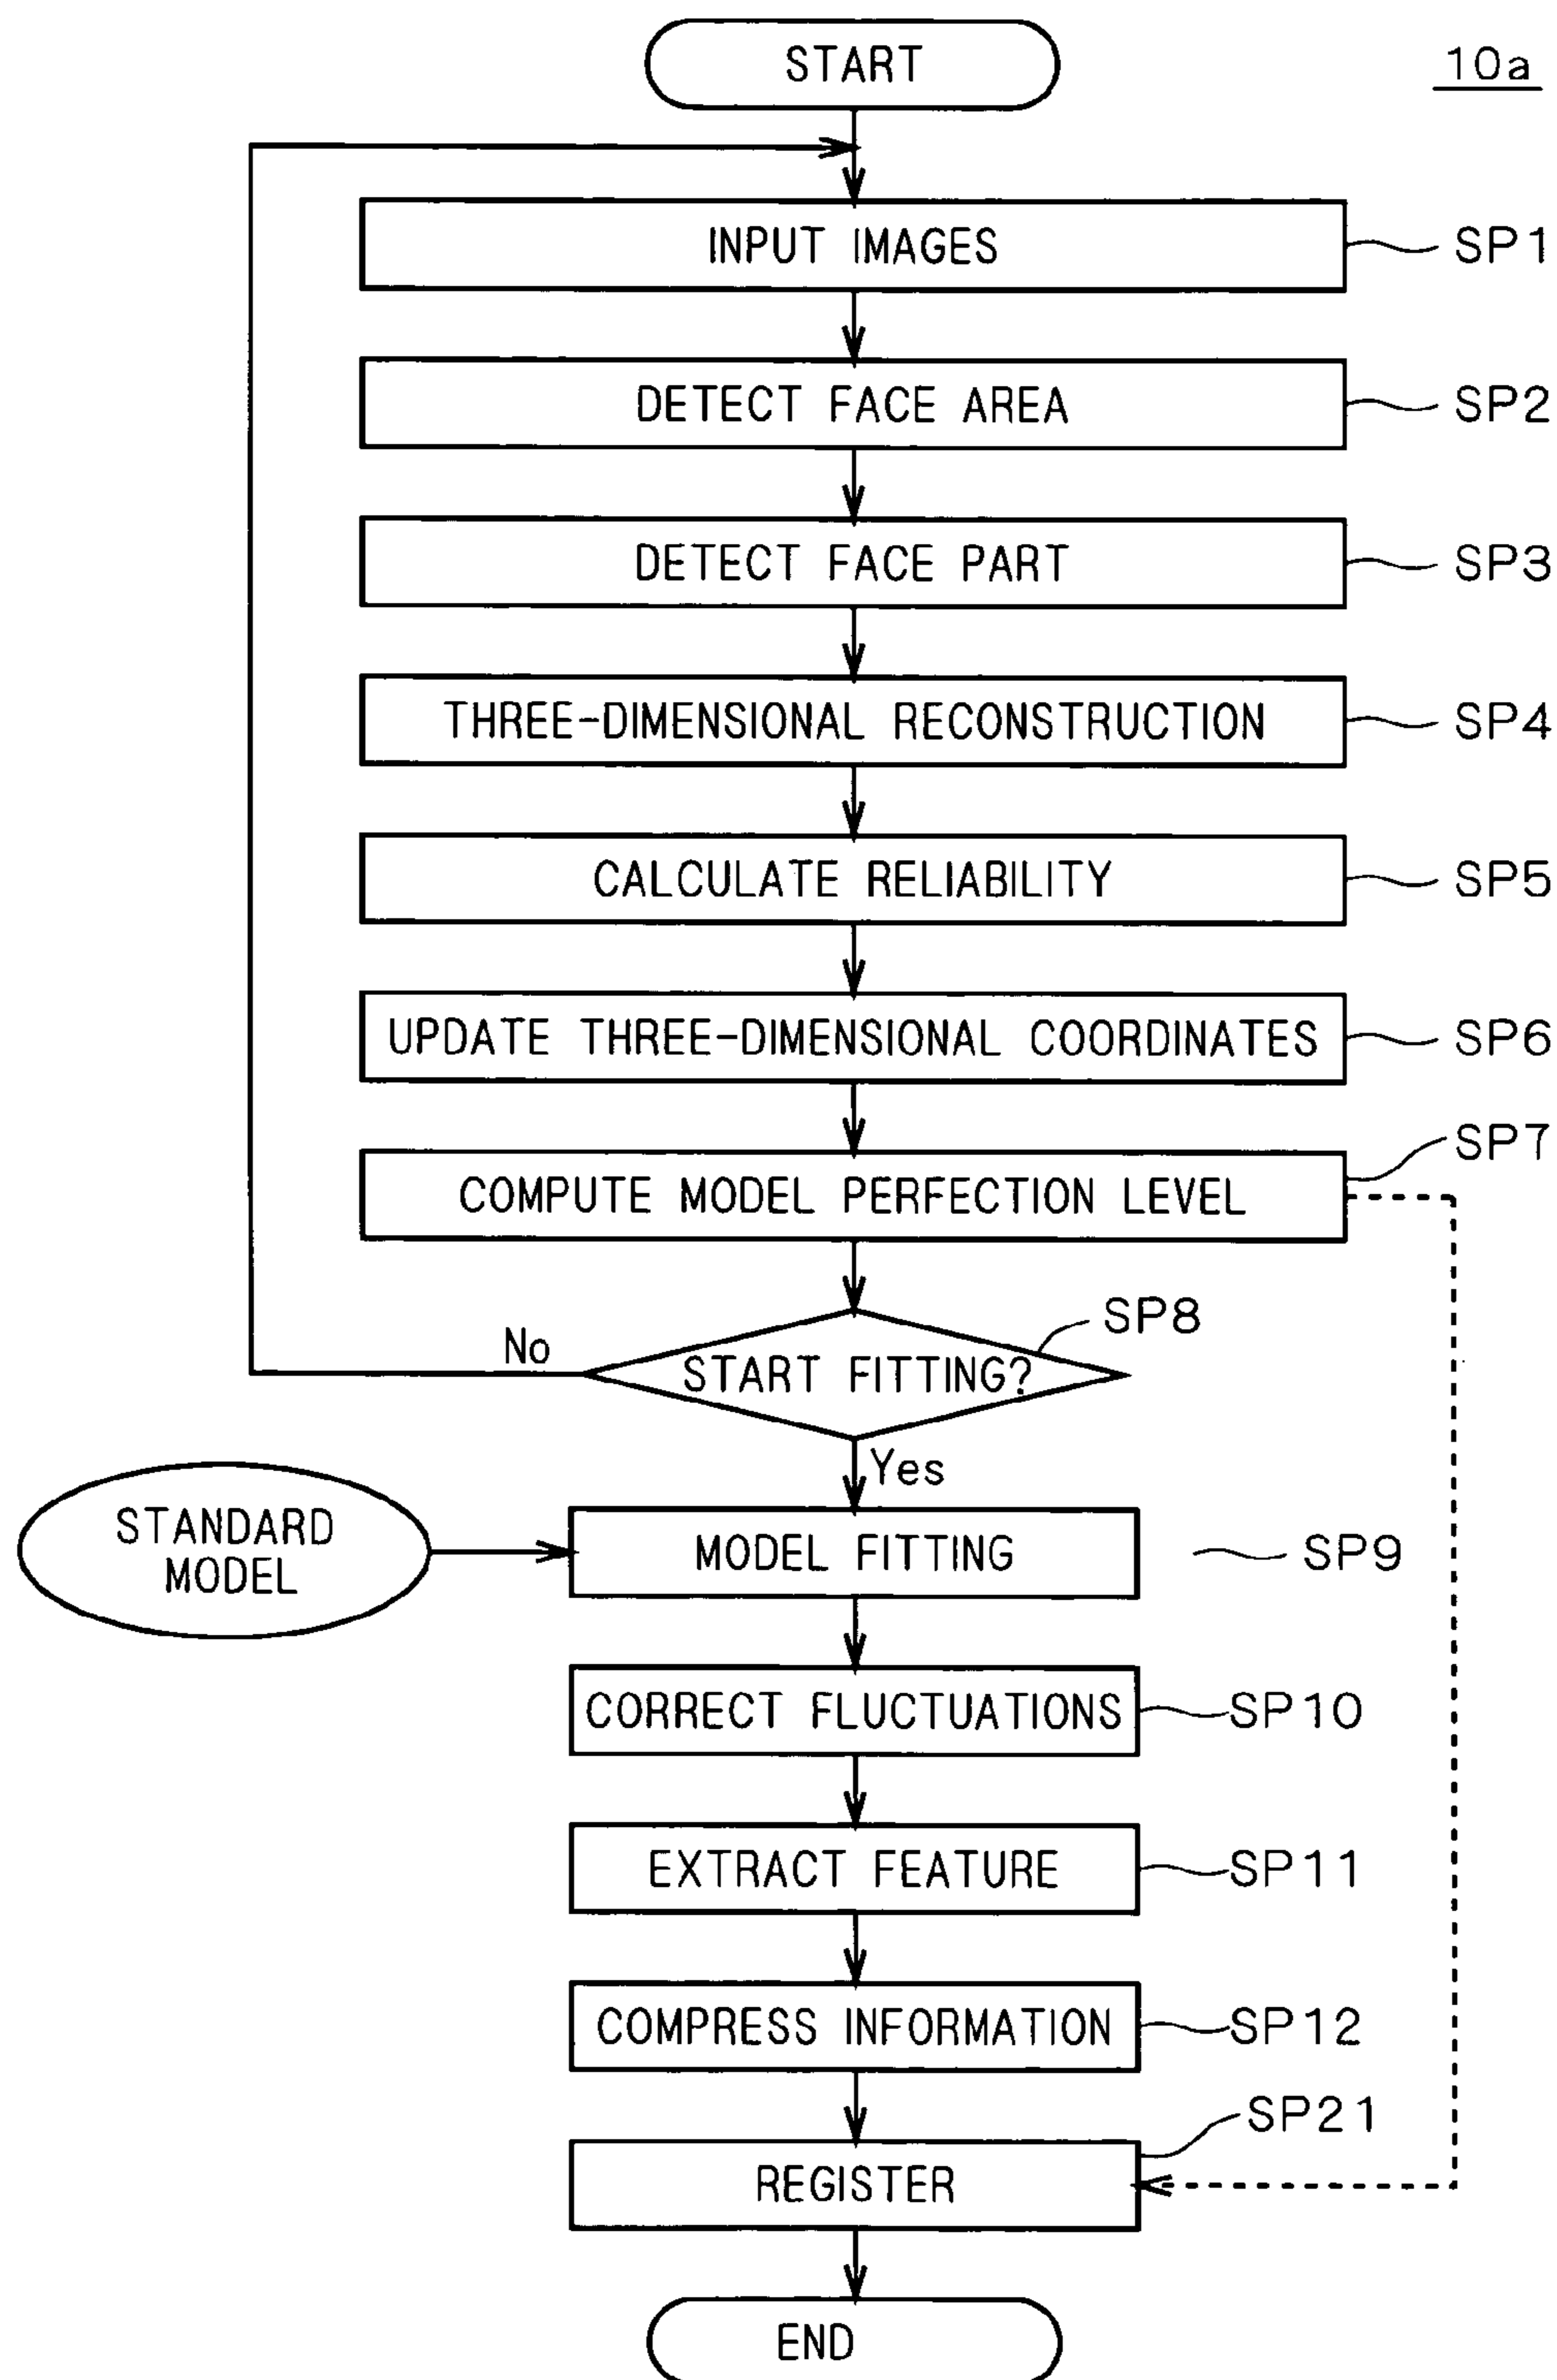 START
10a
INPUT IMAGES
SP1
DETECT FACE AREA
SP2
DETECT FACE PART
SP3
THREE-DIMENSIONAL RECONSTRUCTION
SP4
CALCULATE RELIABILITY
SP5
UPDATE THREE-DIMENSIONAL COORDINATES
SP6
COMPUTE MODEL PERFECTION LEVEL
SP7
START FITTING?
SP8
No
Yes
STANDARD
MODEL
MODEL FITTING
SP9
CORRECT FLUCTUATIONS
SP10
EXTRACT FEATURE
SP11
COMPRESS INFORMATION
SP12
REGISTER
SP21
END